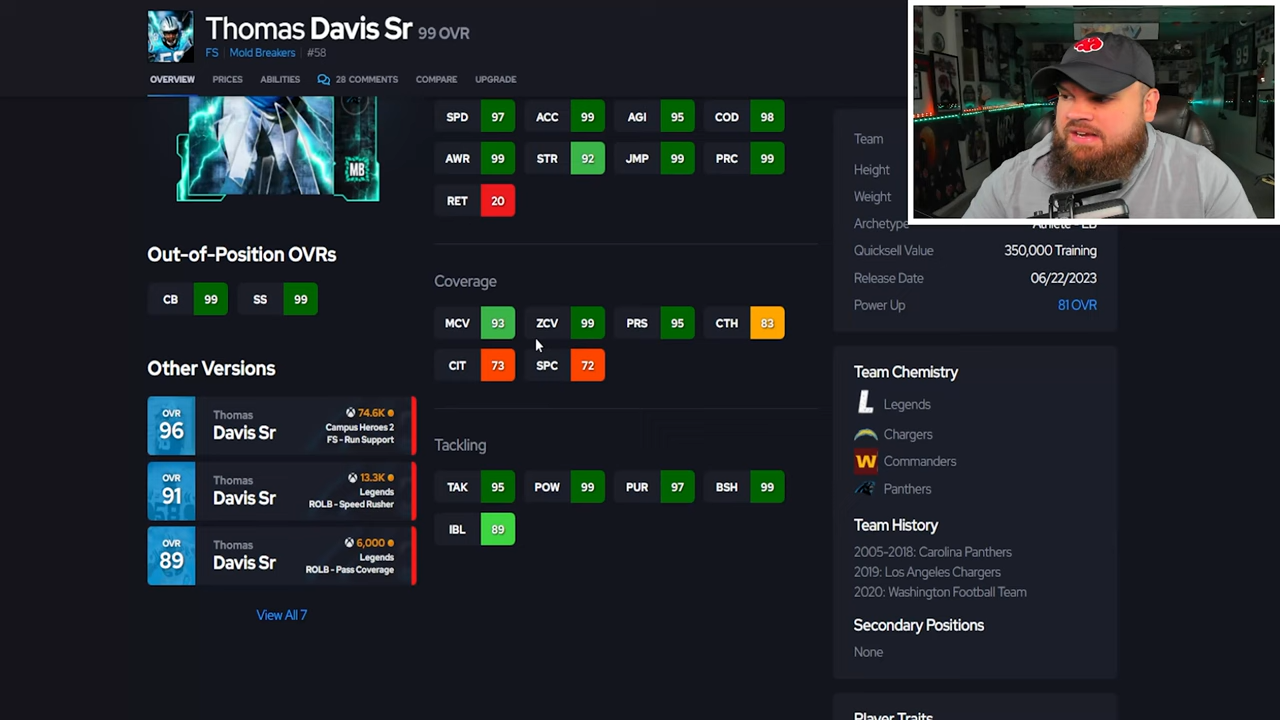 Thomas Davis Sr 99 OVR
FS Mold Breakers #58
OVERVIEW PRICES ABILITIES 28 COMMENTS COMPARE UPGRADE
MB
SPD 97 ACC 99 AGI 95 COD 98
AWR 99 STR 92 JMP 99 PRC 99
RET 20
Out-of-Position OVRs
CB 99 SS 99
Coverage
MCV 93 ZCV 99 PRS 95 CTH 83
CIT 73 SPC 72
Other Versions
OVR 96
Thomas
Davis Sr
74.6K
Campus Heroes 2
FS - Run Support
OVR 91
Thomas
Davis Sr
13.3K
Legends
ROLB - Speed Rusher
OVR 89
Thomas
Davis Sr
6,000
Legends
ROLB - Pass Coverage
View All 7
Tackling
TAK 95 POW 99 PUR 97 BSH 99
IBL 89
Team
Height
Weight
Archetype
Quicksell Value 350,000 Training
Release Date 06/22/2023
Power Up 81 OVR
Team Chemistry
Legends
Chargers
Commanders
Panthers
Team History
2005-2018: Carolina Panthers
2019: Los Angeles Chargers
2020: Washington Football Team
Secondary Positions
None
Player Traits